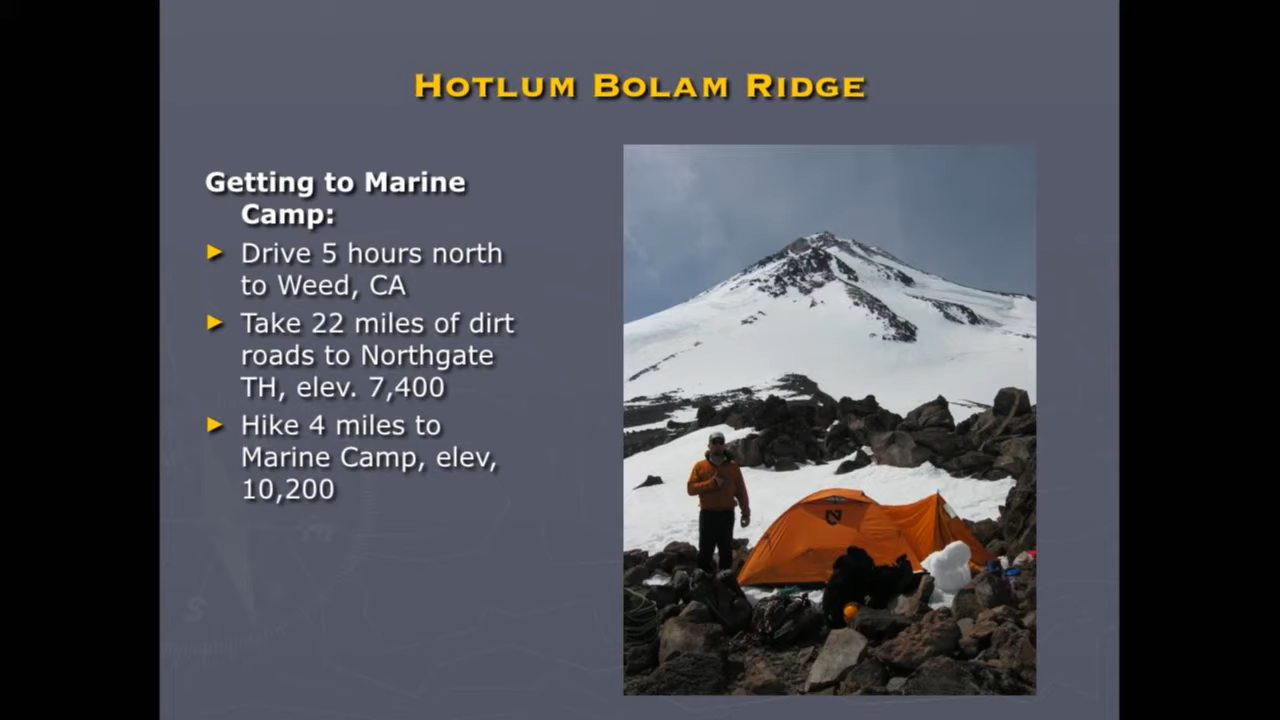 Hotlum Bolam Ridge
Getting to Marine
Camp:
Drive 5 hours north
to Weed, CA
Take 22 miles of dirt
roads to Northgate
TH, elev. 7,400
Hike 4 miles to
Marine Camp, elev,
10,200
S